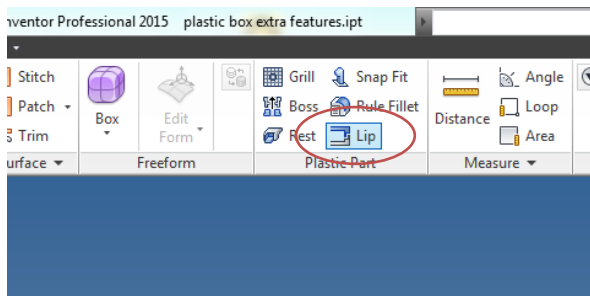 nventor Professional 2015 plastic box extra features.ipt
Stitch
Patch
Trim
urface
Box
Edit
Form
Freeform
Grill
Snap Fit
Boss
Rule Fillet
Rest
Lip
Plastic Part
Distance
Angle
Loop
Area
Measure